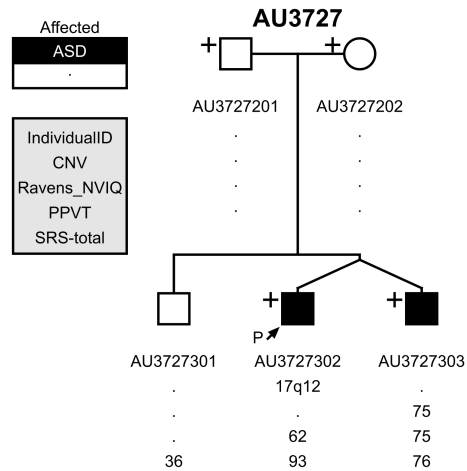 AU3727
Affected
ASD
.
IndividualID
CNV
Ravens_NVIQ
PPVT
SRS-total
+ +
AU3727201 AU3727202
. .
. .
. .
. .
+ +
P
AU3727301 AU3727302 AU3727303
. 17q12 .
. . 75
. 62 75
36 93 76